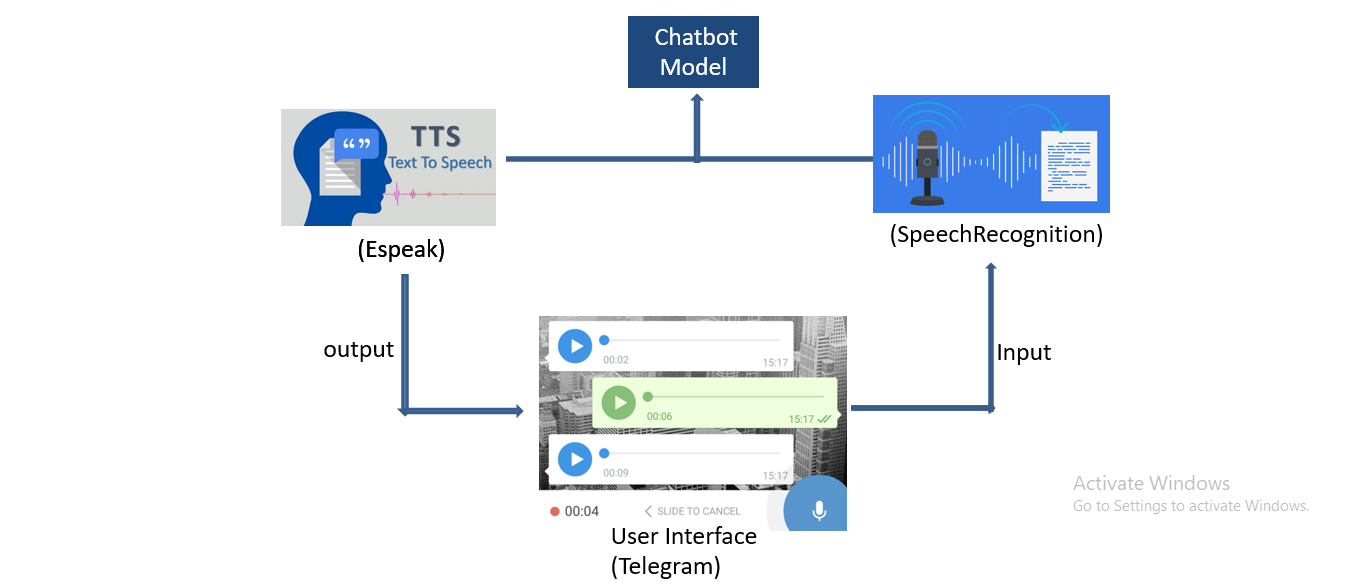 Chatbot
Model
“ ”
TTS
Text To Speech
(Espeak)
(SpeechRecognition)
output
Input
00:02
15:17
00:06
15:17
00:09
15:17
00:04
SLIDE TO CANCEL
User Interface
(Telegram)
Activate Windows
Go to Settings to activate Windows.